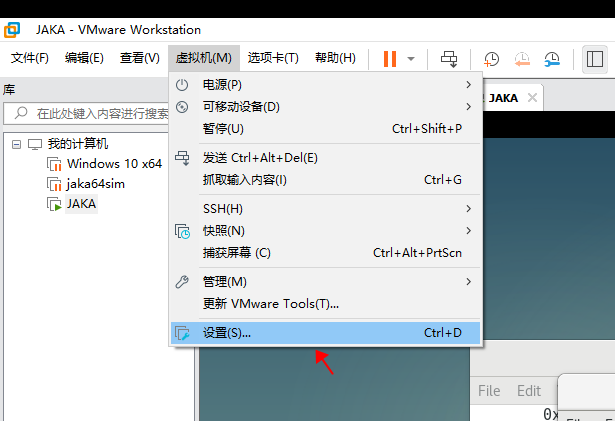 JAKA - VMware Workstation
文件(F) 编辑(E) 查看(V) 虚拟机(M) 选项卡(T) 帮助(H)
库
在此处键入内容进行搜索
我的计算机
Windows 10 x64
jaka64sim
JAKA
电源(P)
可移动设备(D)
暂停(U) Ctrl+Shift+P
发送 Ctrl+Alt+Del(E)
抓取输入内容(I) Ctrl+G
SSH(H)
快照(N)
捕获屏幕 (C) Ctrl+Alt+PrtScn
管理(M)
更新 VMware Tools(T)...
设置(S)... Ctrl+D
JAKA
File Edit
0x